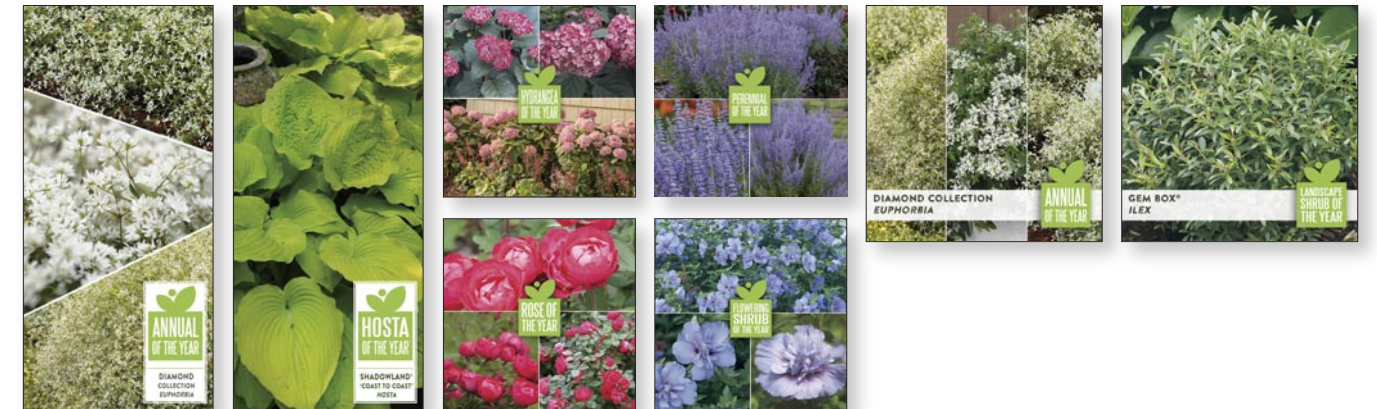 ANNUAL
OF THE YEAR
DIAMOND
COLLECTION
EUPHORBIA
HOSTA
OF THE YEAR
SHADOWLAND®
'COAST TO COAST'
HOSTA
HYDRANGEA
OF THE YEAR
PERENNIAL
OF THE YEAR
ROSE OF
THE YEAR
FLOWERING
SHRUB
OF THE YEAR
DIAMOND COLLECTION
EUPHORBIA
ANNUAL
OF THE YEAR
GEM BOX®
ILEX
LANDSCAPE
SHRUB OF
THE YEAR